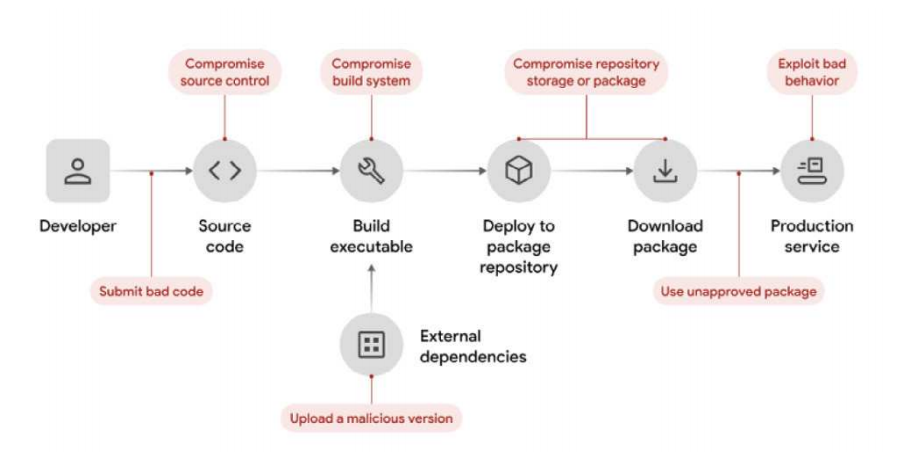 Compromise
source control
Compromise
build system
Compromise repository
storage or package
Exploit bad
behavior
Developer
Source
code
Build
executable
Deploy to
package
repository
Download
package
Production
service
Submit bad code
Use unapproved package
External
dependencies
Upload a malicious version